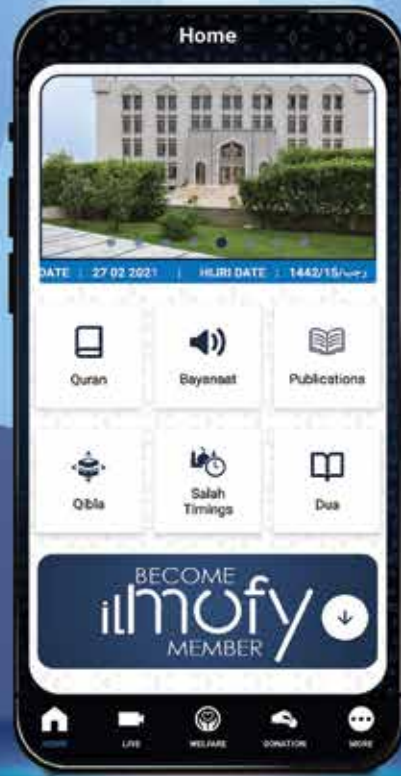 Home
DATE : 27 02 2021 | HIJRI DATE : 1442/15/رجب
Quran
Bayanaat
Publications
Qibla
Salah
Timings
Dua
BECOME
ilmofy
MEMBER
HOME
LIVE
WELFARE
DONATION
MORE